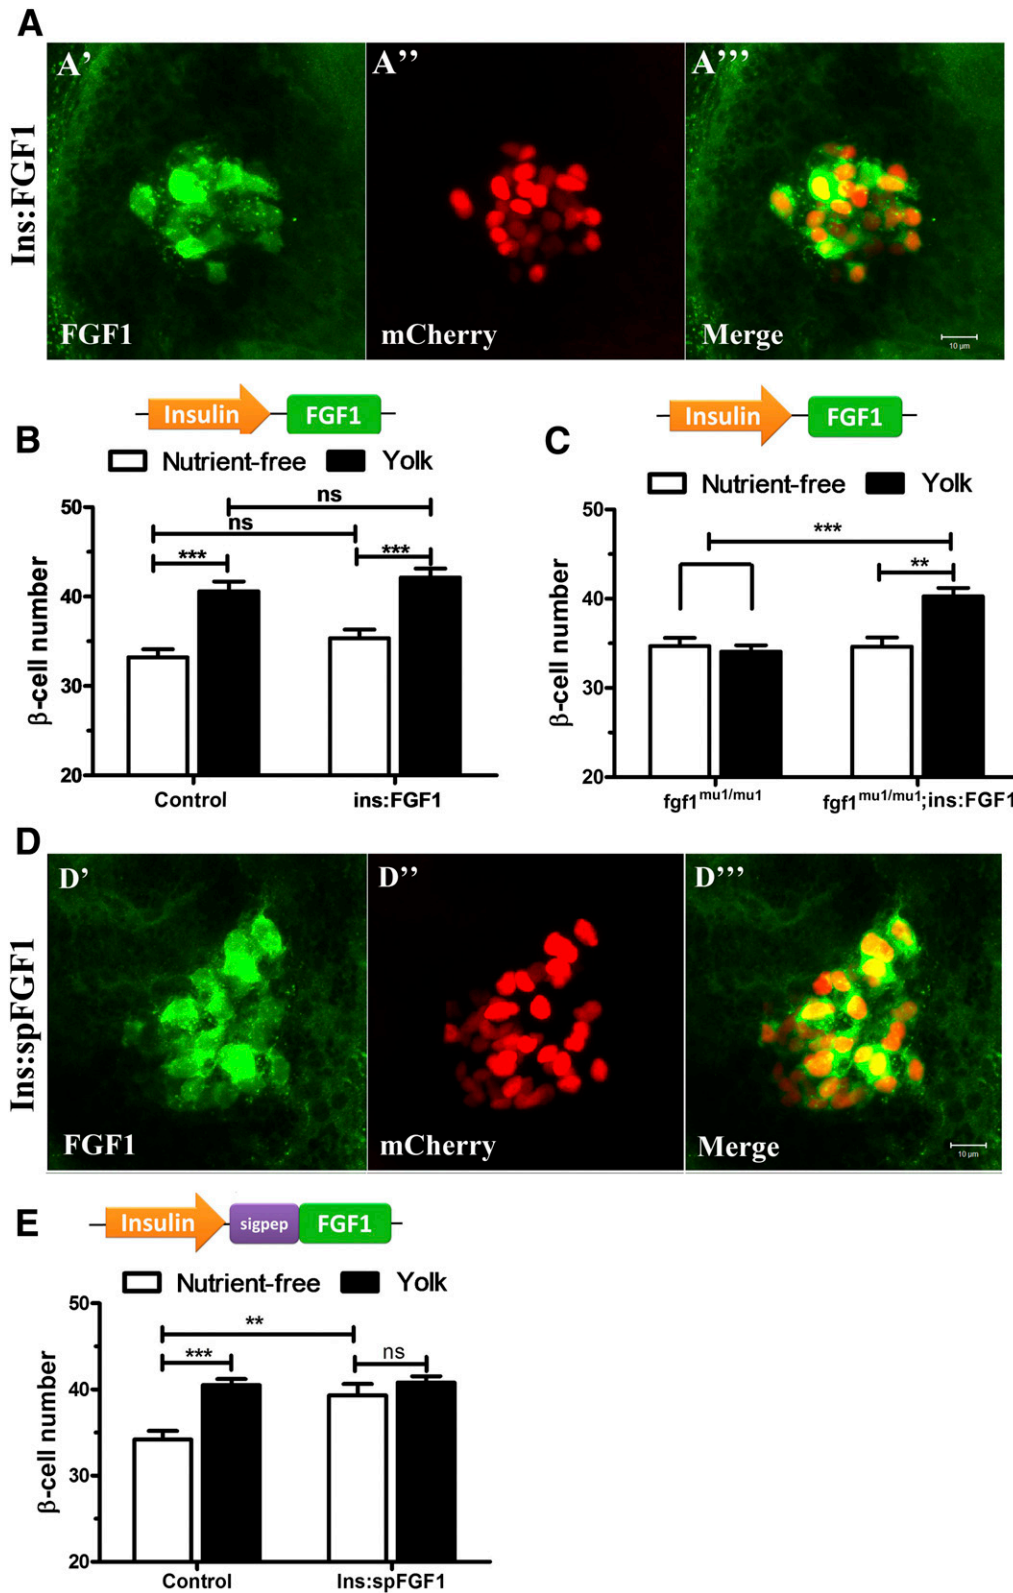 A
Ins:FGF1
A’ A’’ A’’’
FGF1 mCherry Merge
10 μm
Insulin FGF1
B
Nutrient-free Yolk
β-cell number
50
40
30
20
ns
ns
*** ***
Control ins:FGF1
Insulin FGF1
C
Nutrient-free Yolk
β-cell number
50
40
30
20
***
**
fgf1mu1/mu1 fgf1mu1/mu1;ins:FGF1
D
Ins:spFGF1
D’ D’’ D’’’
FGF1 mCherry Merge
10 μm
E
Insulin sigpep FGF1
Nutrient-free Yolk
β-cell number
50
40
30
20
**
*** ns
Control Ins:spFGF1